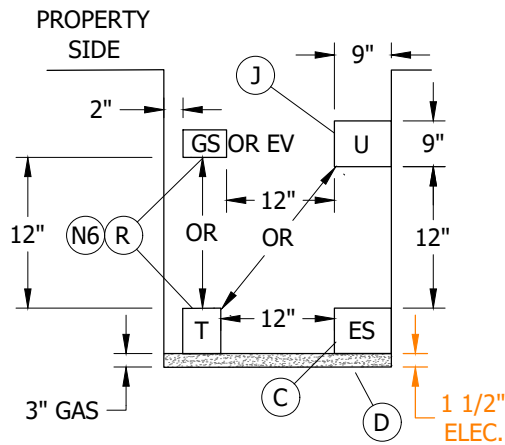 PROPERTY
SIDE
9"
J
2"
GS OR EV
U
9"
12"
12"
N6
R
OR
OR
12"
T
12"
ES
3" GAS
C
D
1 1/2"
ELEC.